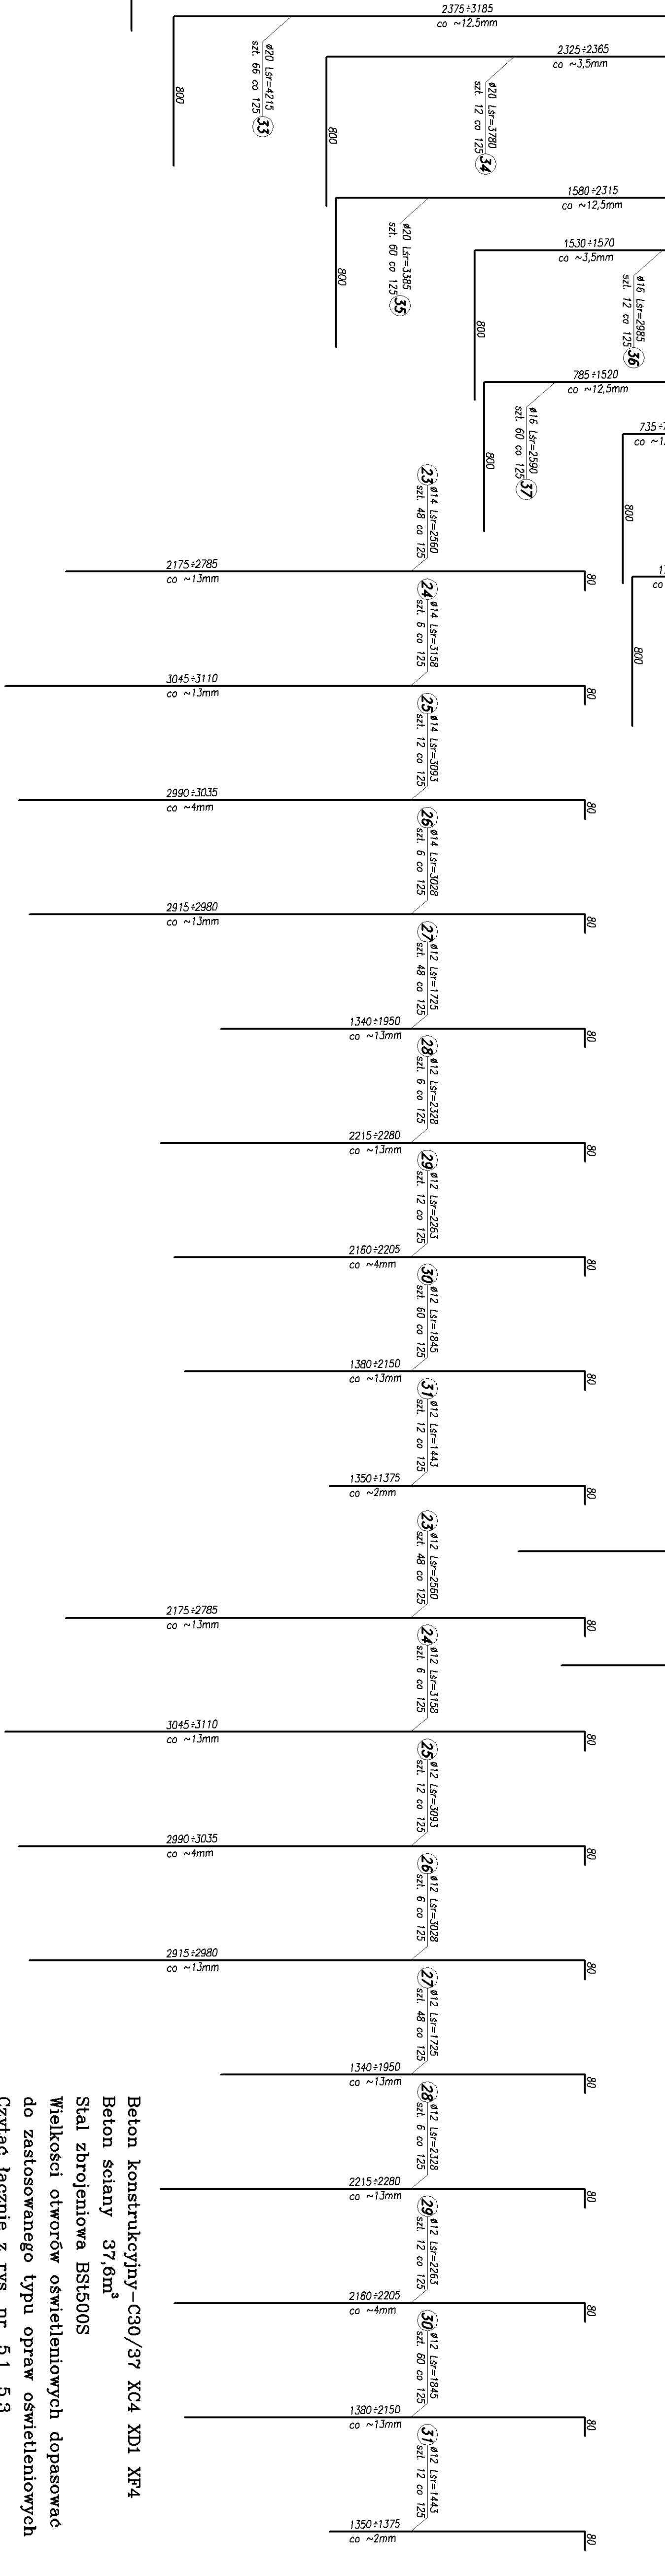 2375÷3185
co ~12.5mm
800
ø20 Lśr=4215
szt. 66 co 125
33
2325÷2365
co ~3,5mm
800
ø20 Lśr=3780
szt. 12 co 125
34
1580÷2315
co ~12,5mm
800
ø20 Lśr=3385
szt. 60 co 125
35
1530÷1570
co ~3,5mm
800
ø16 Lśr=2985
szt. 12 co 125
36
785÷1520
co ~12,5mm
800
ø16 Lśr=2590
szt. 60 co 125
37
800
co
800
23
ø14 Lśr=2560
szt. 48 co 125
2175÷2785
co ~13mm
80
24
ø14 Lśr=3158
szt. 6 co 125
3045÷3110
co ~13mm
80
25
ø14 Lśr=3093
szt. 12 co 125
2990÷3035
co ~4mm
80
26
ø14 Lśr=3028
szt. 6 co 125
2915÷2980
co ~13mm
80
27
ø12 Lśr=1725
szt. 48 co 125
1340÷1950
co ~13mm
80
28
ø12 Lśr=2328
szt. 6 co 125
2215÷2280
co ~13mm
80
29
ø12 Lśr=2263
szt. 12 co 125
2160÷2205
co ~4mm
80
30
ø12 Lśr=1845
szt. 60 co 125
1380÷2150
co ~13mm
80
31
ø12 Lśr=1443
szt. 12 co 125
1350÷1375
co ~2mm
80
23
ø12 Lśr=2560
szt. 48 co 125
2175÷2785
co ~13mm
80
24
ø12 Lśr=3158
szt. 6 co 125
3045÷3110
co ~13mm
80
25
ø12 Lśr=3093
szt. 12 co 125
2990÷3035
co ~4mm
80
26
ø12 Lśr=3028
szt. 6 co 125
2915÷2980
co ~13mm
80
27
ø12 Lśr=1725
szt. 48 co 125
1340÷1950
co ~13mm
80
28
ø12 Lśr=2328
szt. 6 co 125
2215÷2280
co ~13mm
80
29
ø12 Lśr=2263
szt. 12 co 125
2160÷2205
co ~4mm
80
30
ø12 Lśr=1845
szt. 60 co 125
1380÷2150
co ~13mm
80
31
ø12 Lśr=1443
szt. 12 co 125
1350÷1375
co ~2mm
80
Beton konstrukcyjny-C30/37 XC4 XD1 XF4
Beton ściany 37,6m³
Stal zbrojeniowa BSt500S
Wielkości otworów oświetleniowych dopasować
do zastosowanego typu opraw oświetleniowych
Czytać łącznie z rys. nr 5.1, 5.3